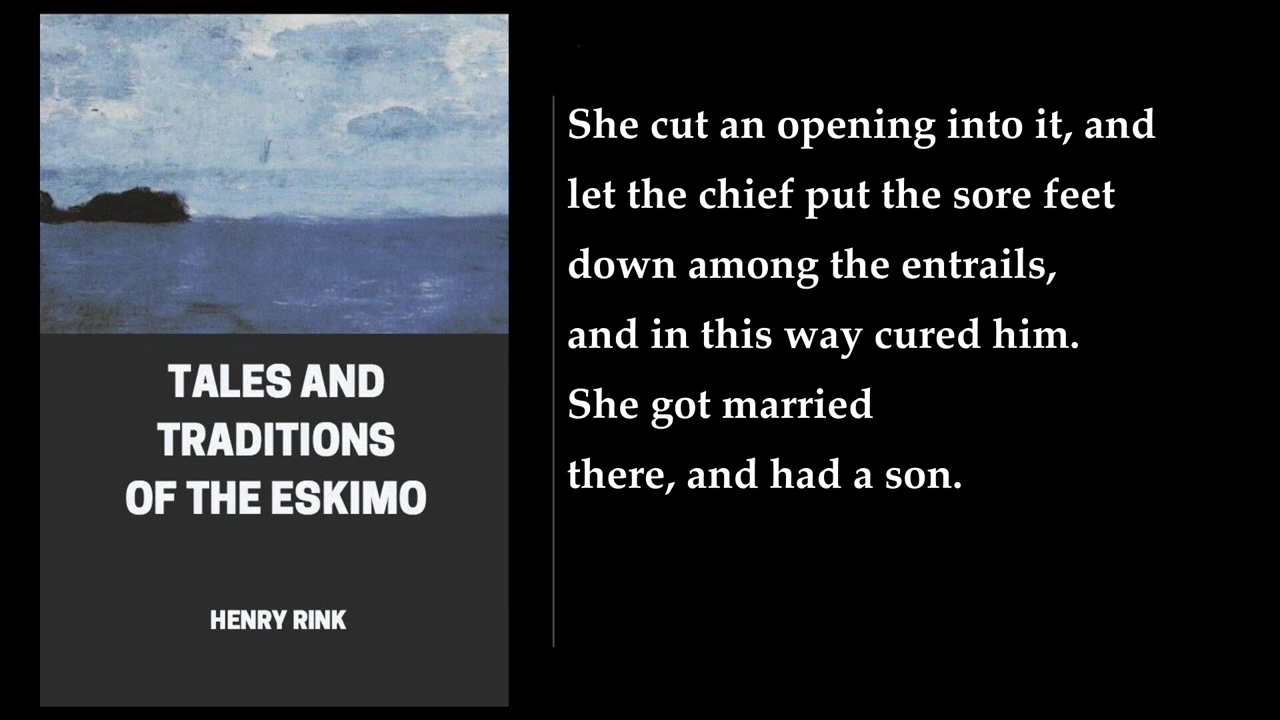 TALES AND
TRADITIONS
OF THE ESKIMO
HENRY RINK
She cut an opening into it, and
let the chief put the sore feet
down among the entrails,
and in this way cured him.
She got married
there, and had a son.